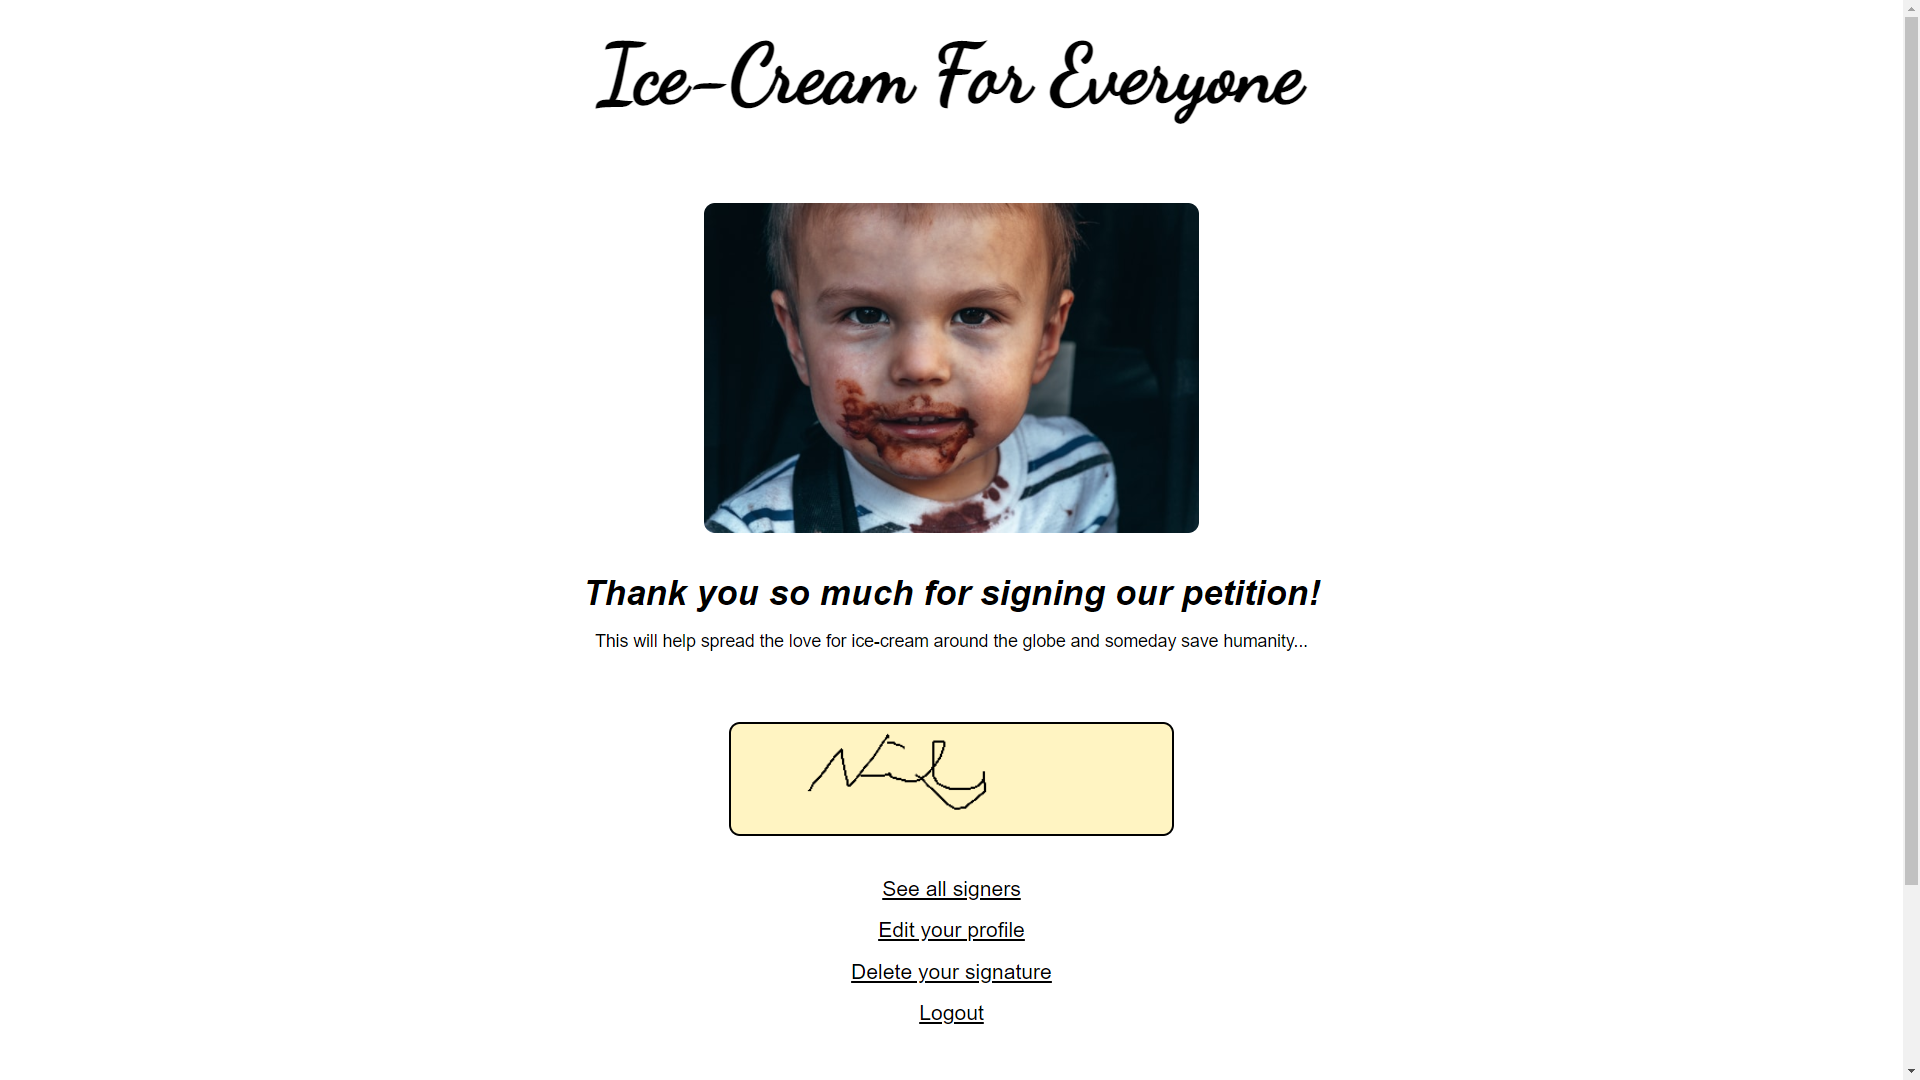 Ice-Cream For Everyone
Thank you so much for signing our petition!
This will help spread the love for ice-cream around the globe and someday save humanity...
See all signers
Edit your profile
Delete your signature
Logout